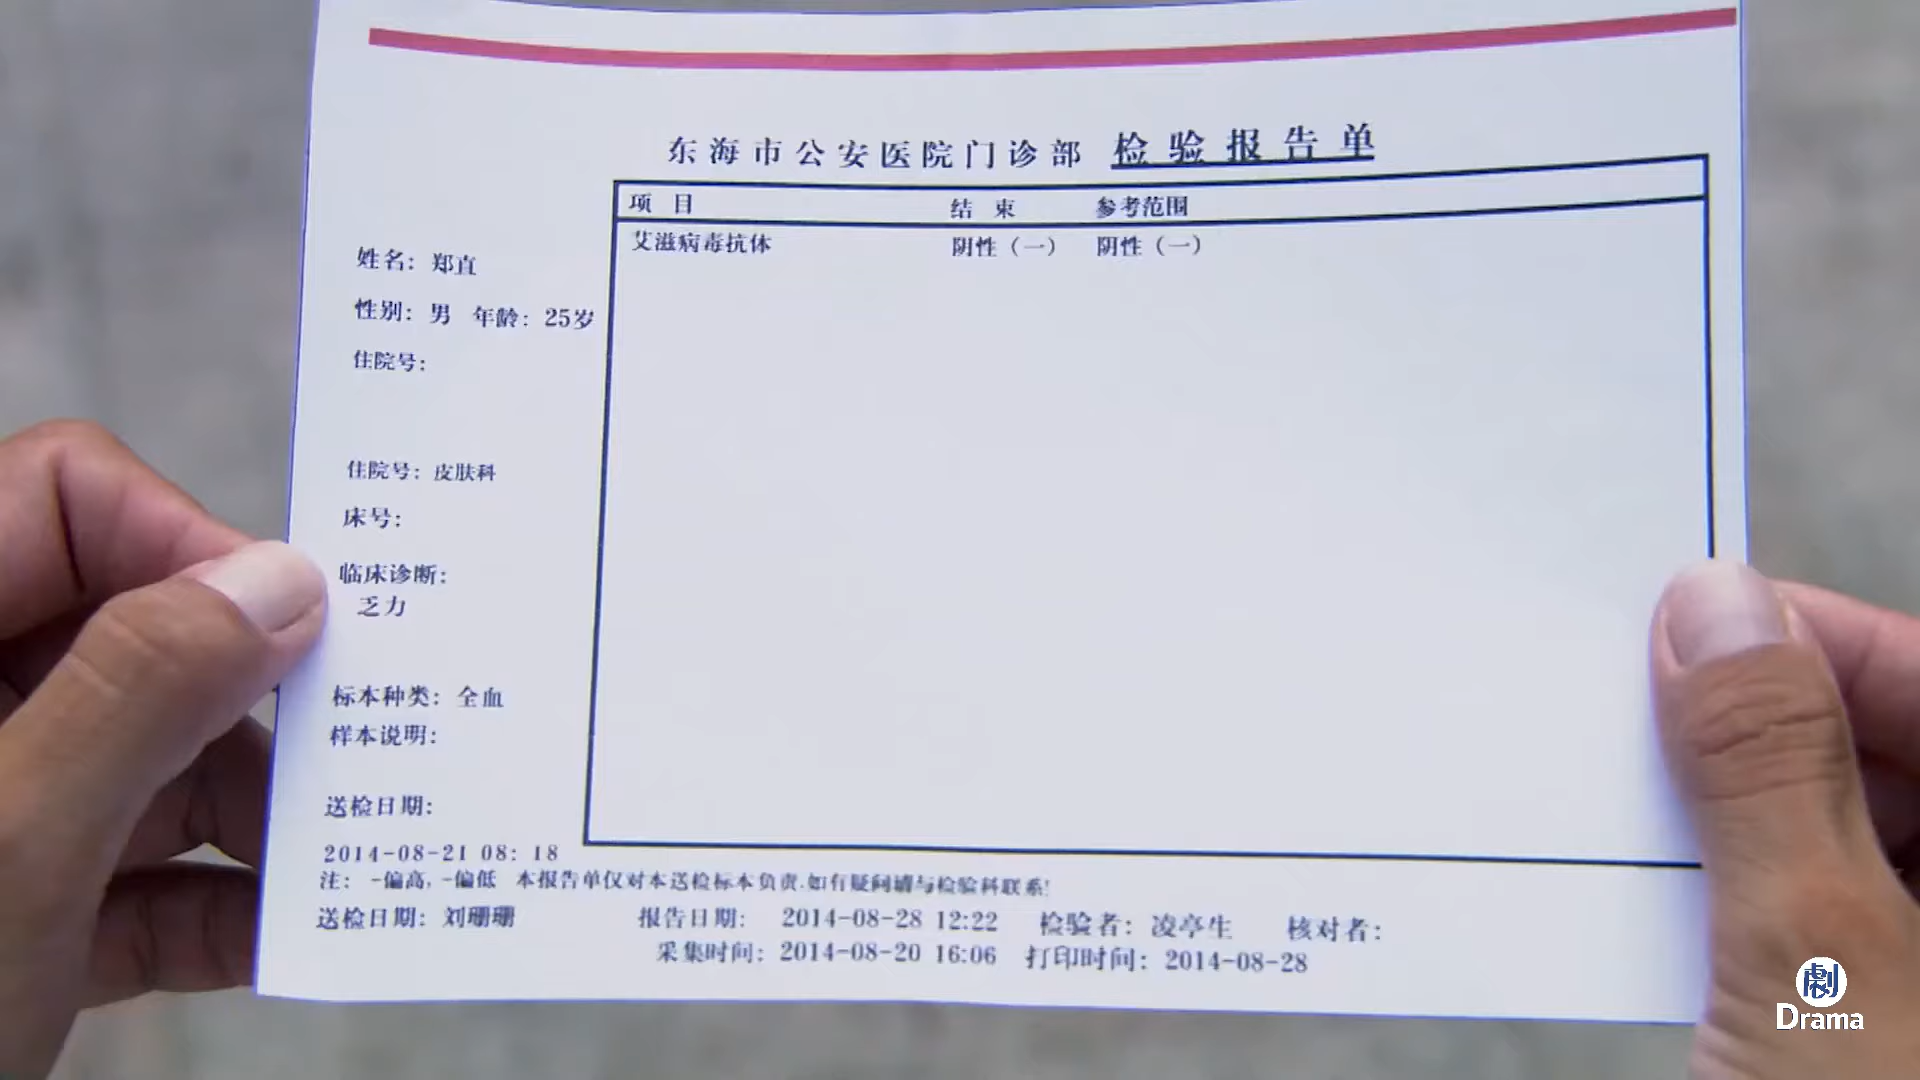 东海市公安医院门诊部 检验报告单
项 目 结 束 参考范围
艾滋病毒抗体 阴性（一） 阴性（一）
姓名：郑直
性别：男 年龄：25岁
住院号：
住院号：皮肤科
床号：
临床诊断：
乏力
标本种类：全血
样本说明：
送检日期：
2014-08-21 08：18
注： -偏高，-偏低 本报告单仅对本送检标本负责.如有疑问请与检验科联系!
送检日期：刘珊珊 报告日期： 2014-08-28 12:22 检验者：凌亭生 核对者：
采集时间：2014-08-20 16:06 打印时间：2014-08-28
劇
Drama